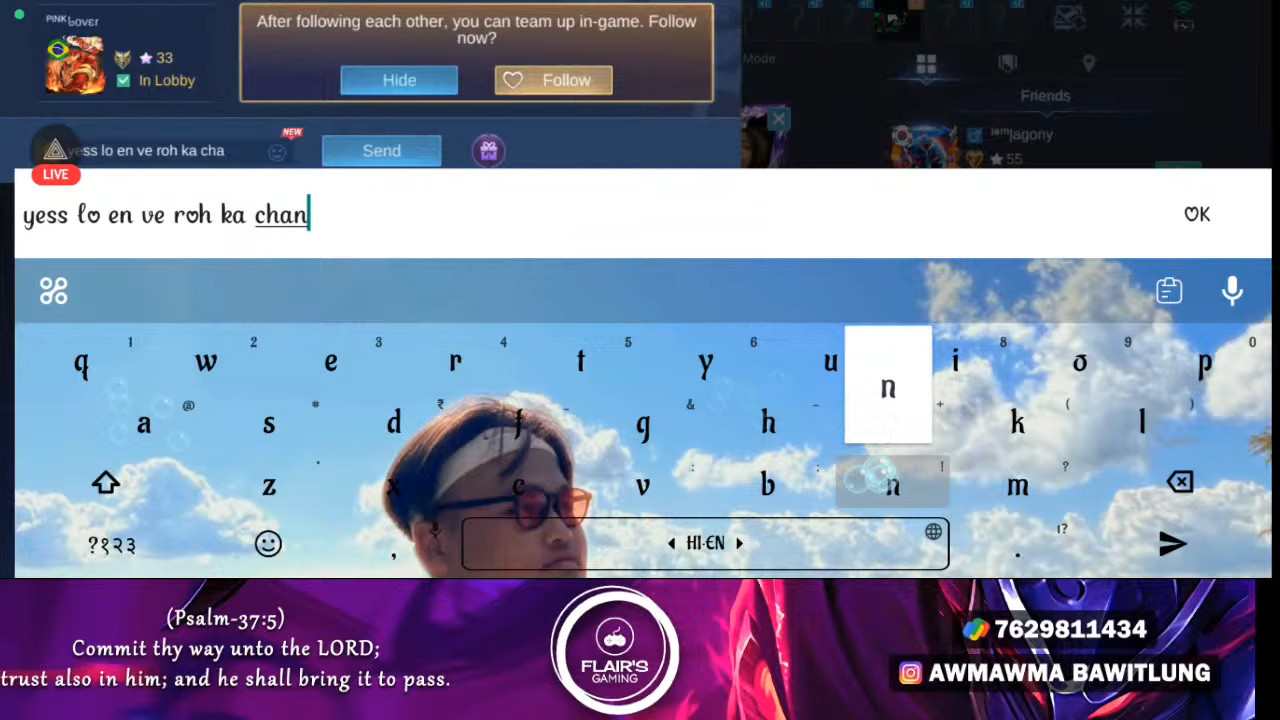 PINK Lover
33
In Lobby
After following each other, you can team up in-game. Follow
now?
Hide
Follow
Mode
Friends
ᴵᵃᵐJagony
55
yess lo en ve roh ka cha
NEW
Send
LIVE
yess lo en ve roh ka chan
OK
1 2 3 4 5 6 8 9 0
q w e r t y u n i o p
@ # ₹ _ & - + ( )
a s d f g h k l
z x c v b n m
: ; ! ?
?१२३
,
HI·EN
.
!?
(Psalm-37:5)
Commit thy way unto the LORD;
trust also in him; and he shall bring it to pass.
FLAIR'S
GAMING
7629811434
AWMAWMA BAWITLUNG